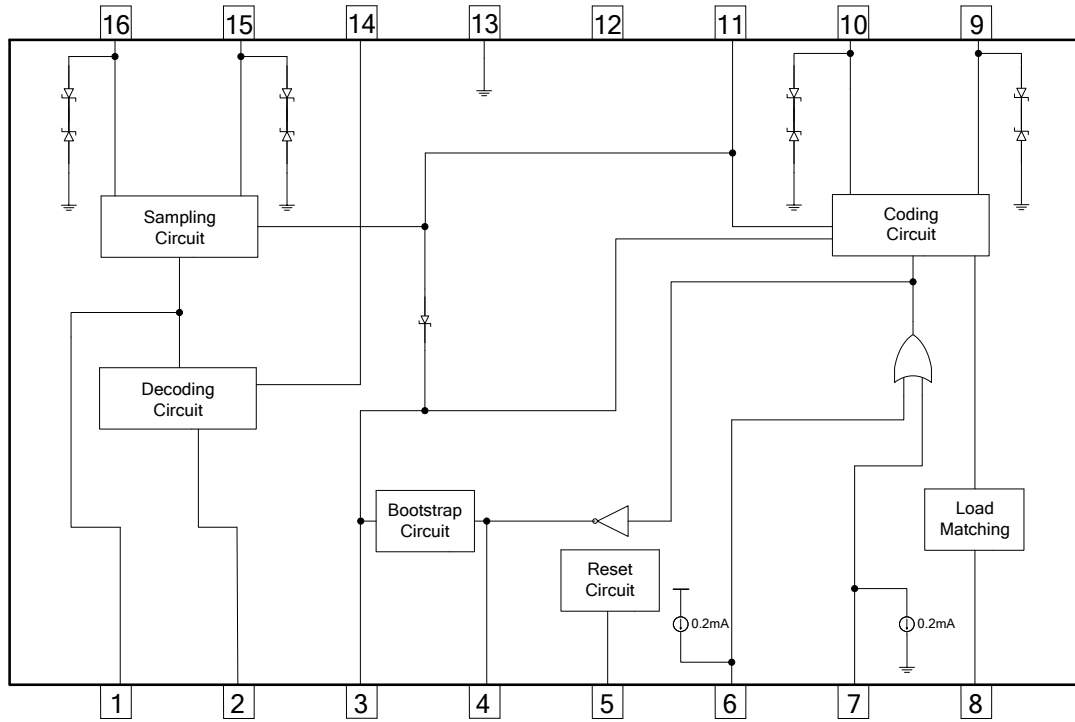 16 15 14 13 12 11 10 9
Sampling
Circuit
Coding
Circuit
Decoding
Circuit
Bootstrap
Circuit
Load
Matching
Reset
Circuit
0.2mA
0.2mA
1 2 3 4 5 6 7 8